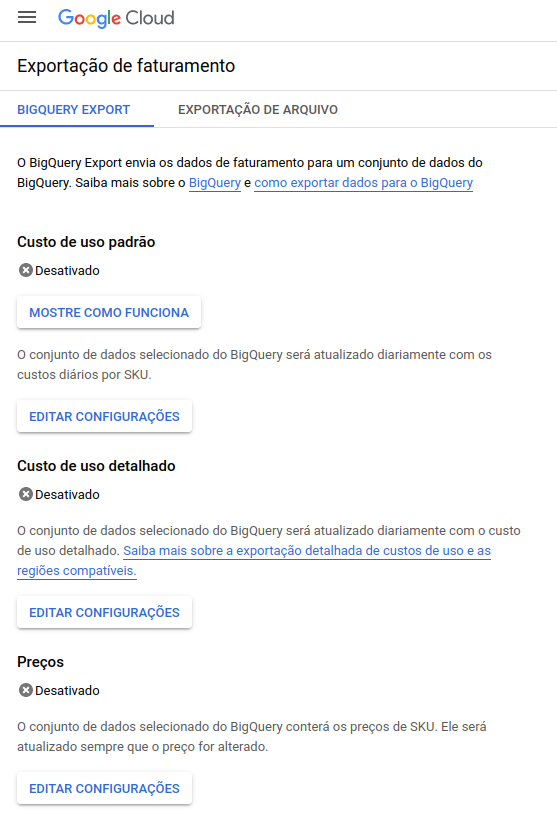 Google Cloud
Exportação de faturamento
BIGQUERY EXPORT
EXPORTAÇÃO DE ARQUIVO
O BigQuery Export envia os dados de faturamento para um conjunto de dados do
BigQuery. Saiba mais sobre o BigQuery e como exportar dados para o BigQuery
Custo de uso padrão
Desativado
MOSTRE COMO FUNCIONA
O conjunto de dados selecionado do BigQuery será atualizado diariamente com os
custos diários por SKU.
EDITAR CONFIGURAÇÕES
Custo de uso detalhado
Desativado
O conjunto de dados selecionado do BigQuery será atualizado diariamente com o custo
de uso detalhado. Saiba mais sobre a exportação detalhada de custos de uso e as
regiões compatíveis.
EDITAR CONFIGURAÇÕES
Preços
Desativado
O conjunto de dados selecionado do BigQuery conterá os preços de SKU. Ele será
atualizado sempre que o preço for alterado.
EDITAR CONFIGURAÇÕES